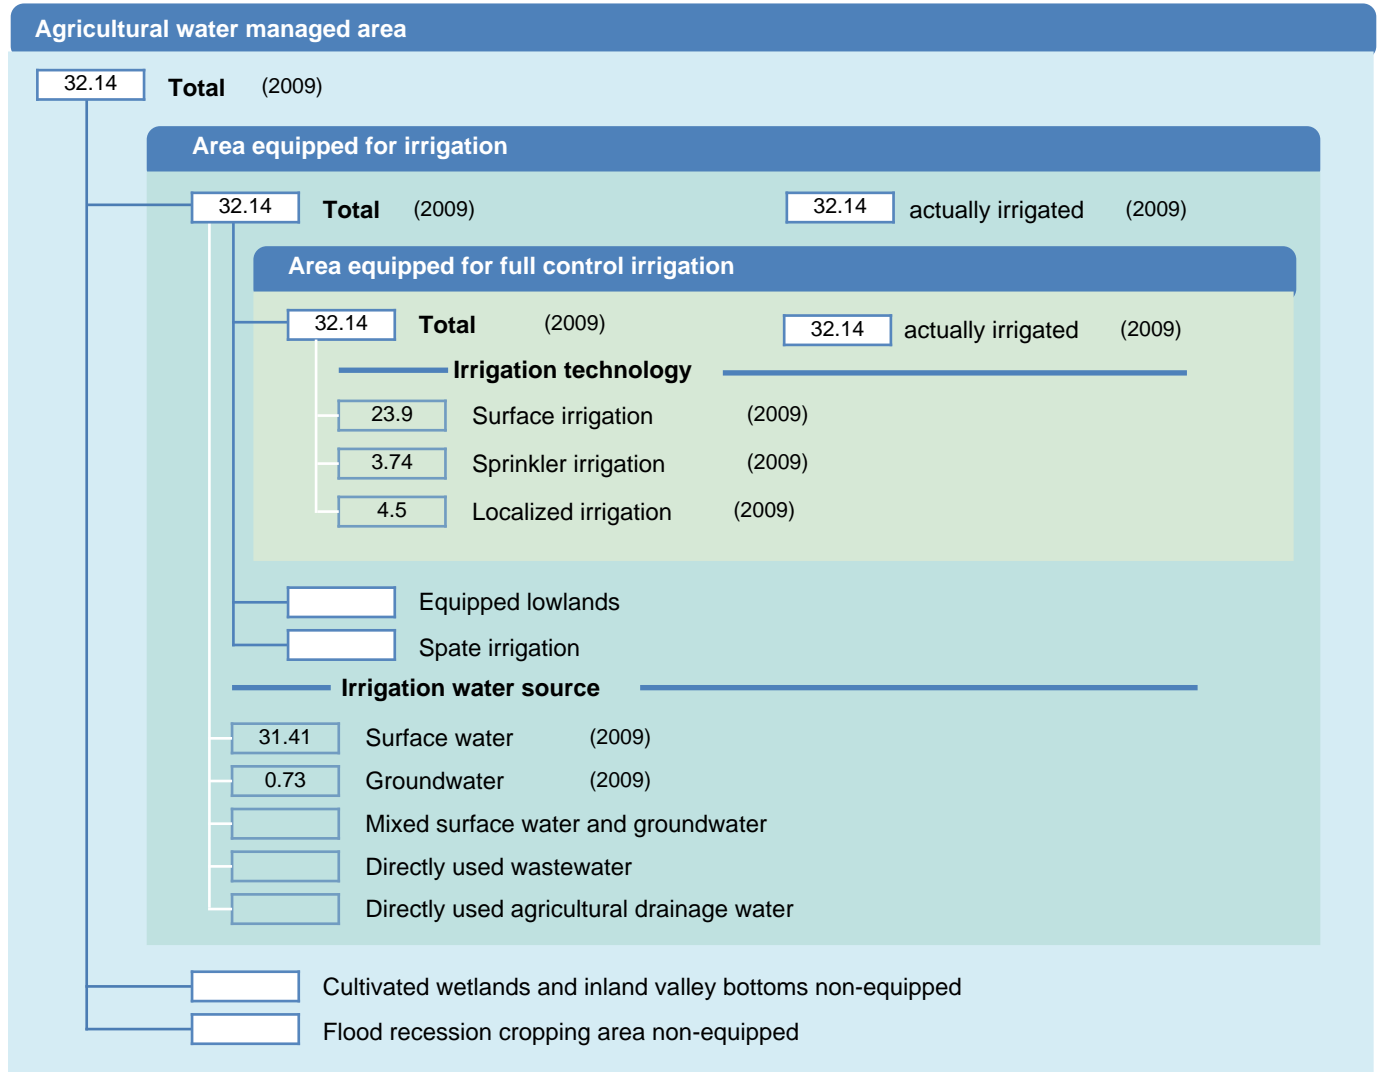 Agricultural water managed area
32.14 Total (2009)
Area equipped for irrigation
32.14 Total (2009) 32.14 actually irrigated (2009)
Area equipped for full control irrigation
32.14 Total (2009) 32.14 actually irrigated (2009)
Irrigation technology
23.9 Surface irrigation (2009)
3.74 Sprinkler irrigation (2009)
4.5 Localized irrigation (2009)
Equipped lowlands
Spate irrigation
Irrigation water source
31.41 Surface water (2009)
0.73 Groundwater (2009)
Mixed surface water and groundwater
Directly used wastewater
Directly used agricultural drainage water
Cultivated wetlands and inland valley bottoms non-equipped
Flood recession cropping area non-equipped